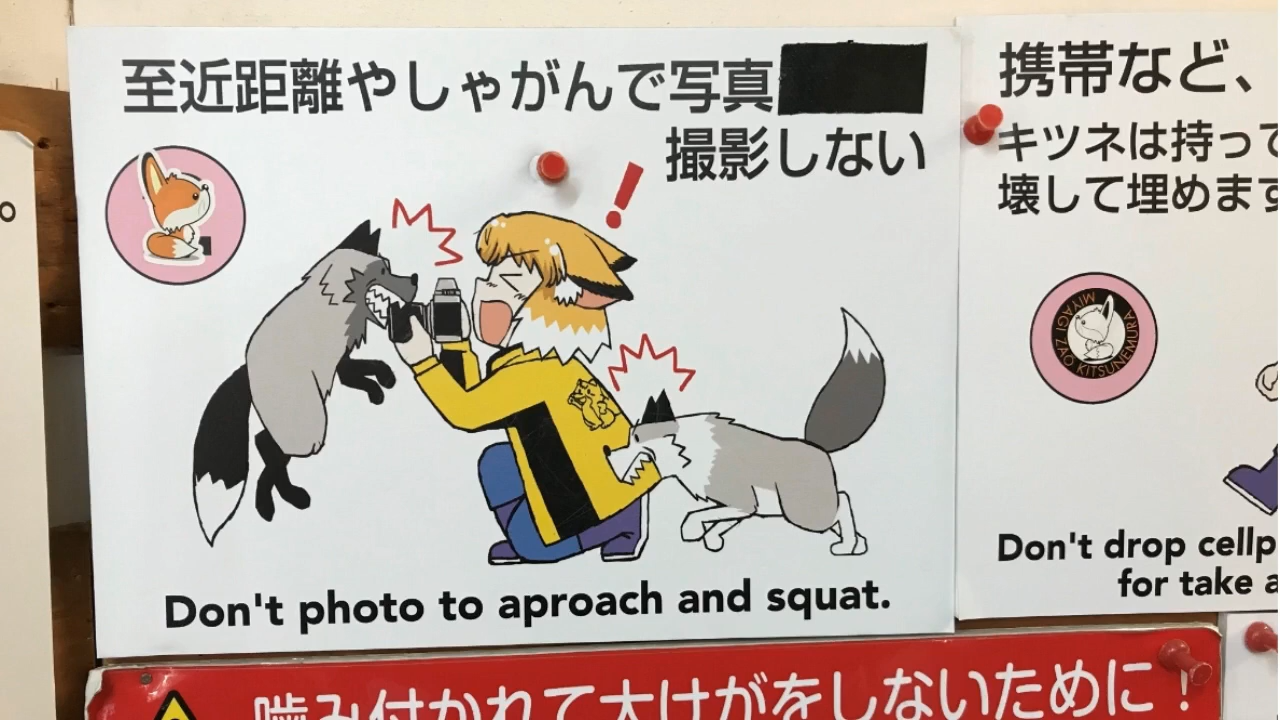 至近距離やしゃがんで写真
撮影しない
Don't photo to aproach and squat.
携帯など、
キツネは持って
壊して埋めます
MIYAGI ZAO KITSUNEMURA
Don't drop cellp
for take a
噛み付かれて大けがをしないために!